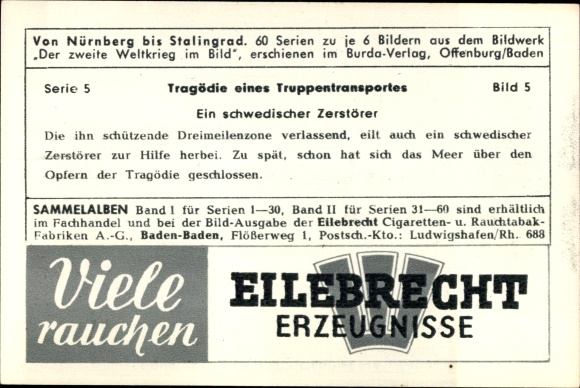 Von Nürnberg bis Stalingrad. 60 Serien zu je 6 Bildern aus dem Bildwerk
„Der zweite Weltkrieg im Bild", erschienen im Burda-Verlag, Offenburg/Baden
Serie 5 Tragödie eines Truppentransportes Bild 5
Ein schwedischer Zerstörer
Die ihn schützende Dreimeilenzone verlassend, eilt auch ein schwedischer
Zerstörer zur Hilfe herbei. Zu spät, schon hat sich das Meer über den
Opfern der Tragödie geschlossen.
SAMMELALBEN Band I für Serien 1—30, Band II für Serien 31—60 sind erhältlich
im Fachhandel und bei der Bild-Ausgabe der Eilebrecht Cigaretten- u. Rauchtabak-
Fabriken A.-G., Baden-Baden, Flößerweg 1, Postsch.-Kto.: Ludwigshafen/Rh. 688
Viele
rauchen
EILEBRECHT
ERZEUGNISSE